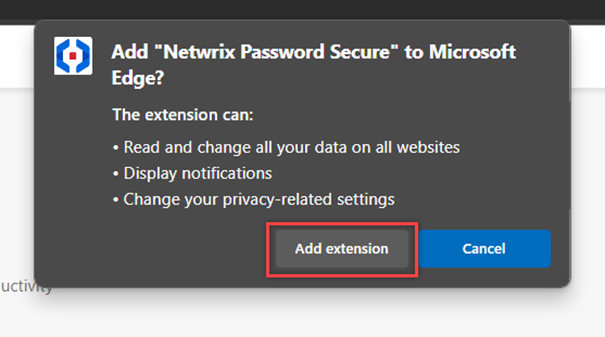 Add "Netwrix Password Secure" to Microsoft
Edge?
The extension can:
• Read and change all your data on all websites
• Display notifications
• Change your privacy-related settings
Add extension
Cancel
uctivity